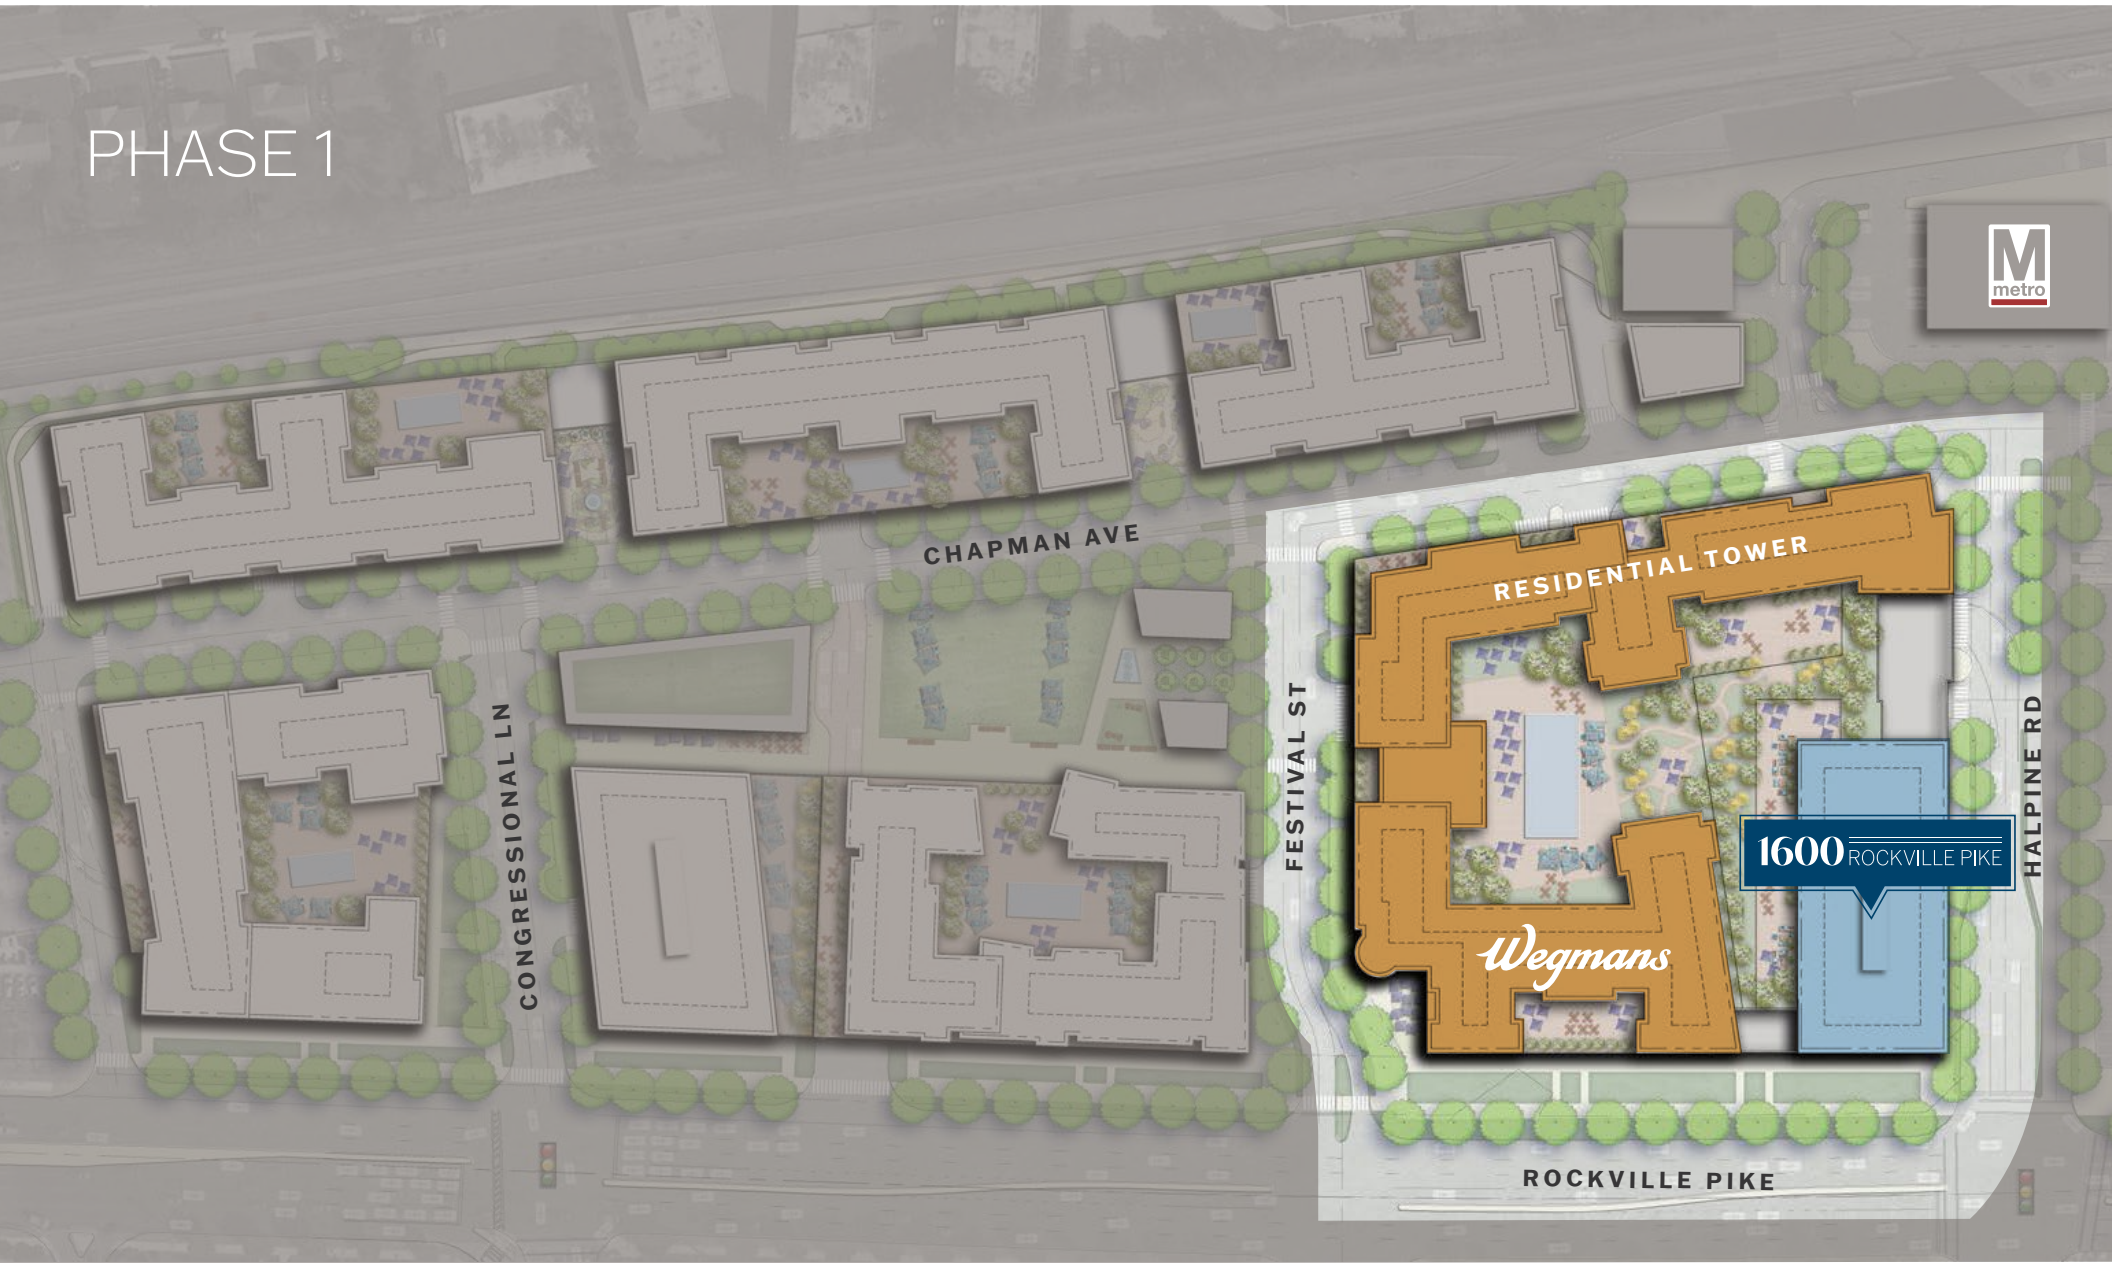 PHASE 1
M
metro
CHAPMAN AVE
RESIDENTIAL TOWER
CONGRESSIONAL LN
FESTIVAL ST
HALPINE RD
1600 ROCKVILLE PIKE
Wegmans
ROCKVILLE PIKE